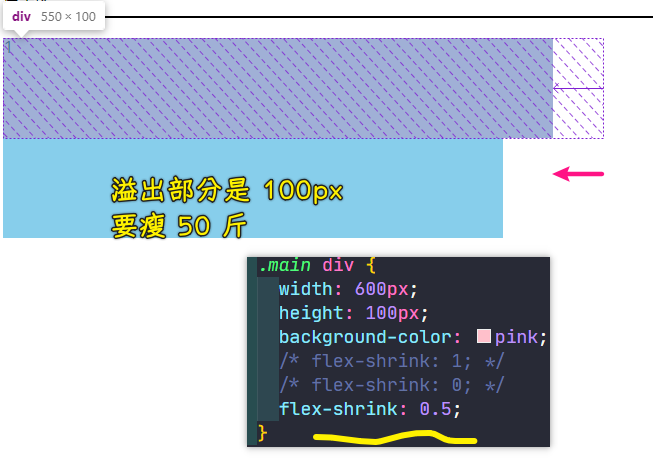 div 550 × 100
1
溢出部分是 100px
要瘦 50 斤
.main div {
width: 600px;
height: 100px;
background-color: pink;
/* flex-shrink: 1; */
/* flex-shrink: 0; */
flex-shrink: 0.5;
}